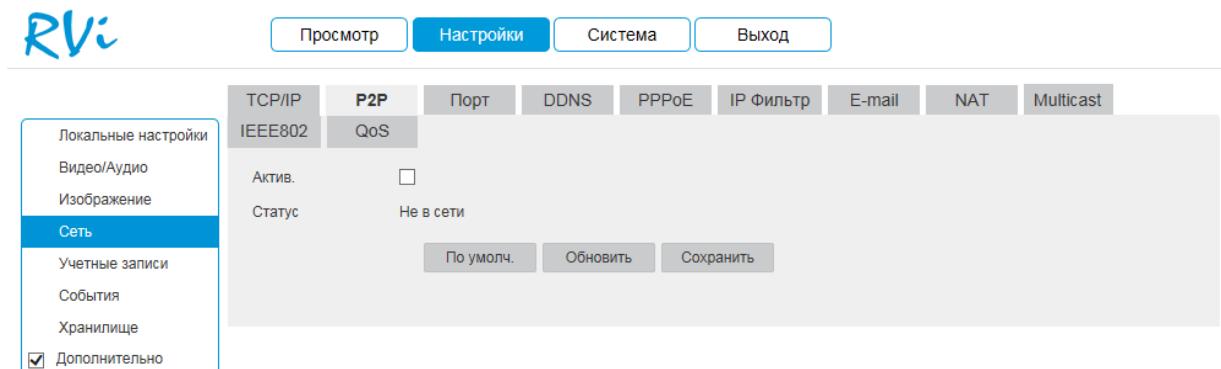 RVi
Просмотр Настройки Система Выход
TCP/IP P2P Порт DDNS PPPoE IP Фильтр E-mail NAT Multicast
IEEE802 QoS
Локальные настройки
Видео/Аудио
Изображение
Сеть
Учетные записи
События
Хранилище
Дополнительно
Актив.
Статус Не в сети
По умолч. Обновить Сохранить